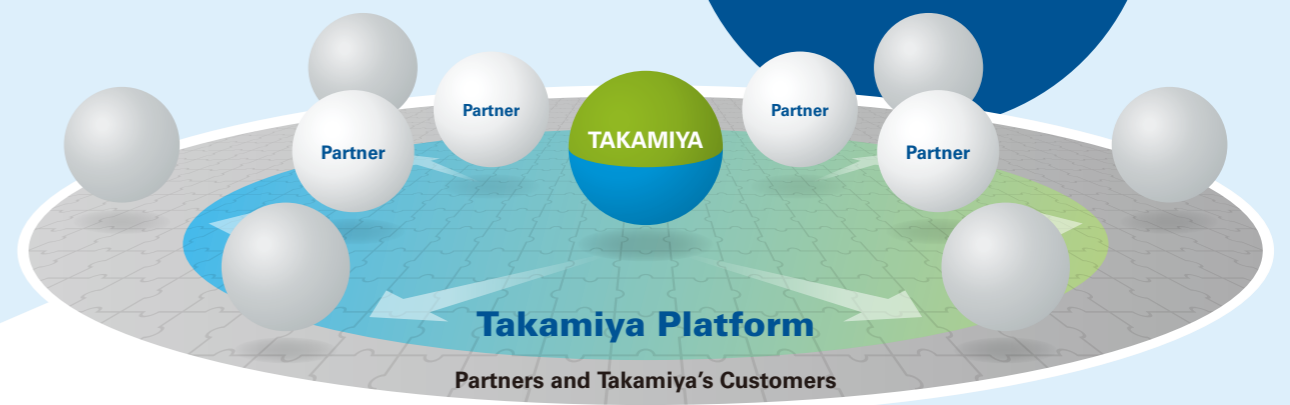 Partner
Partner
TAKAMIYA
Partner
Partner
Takamiya Platform
Partners and Takamiya's Customers